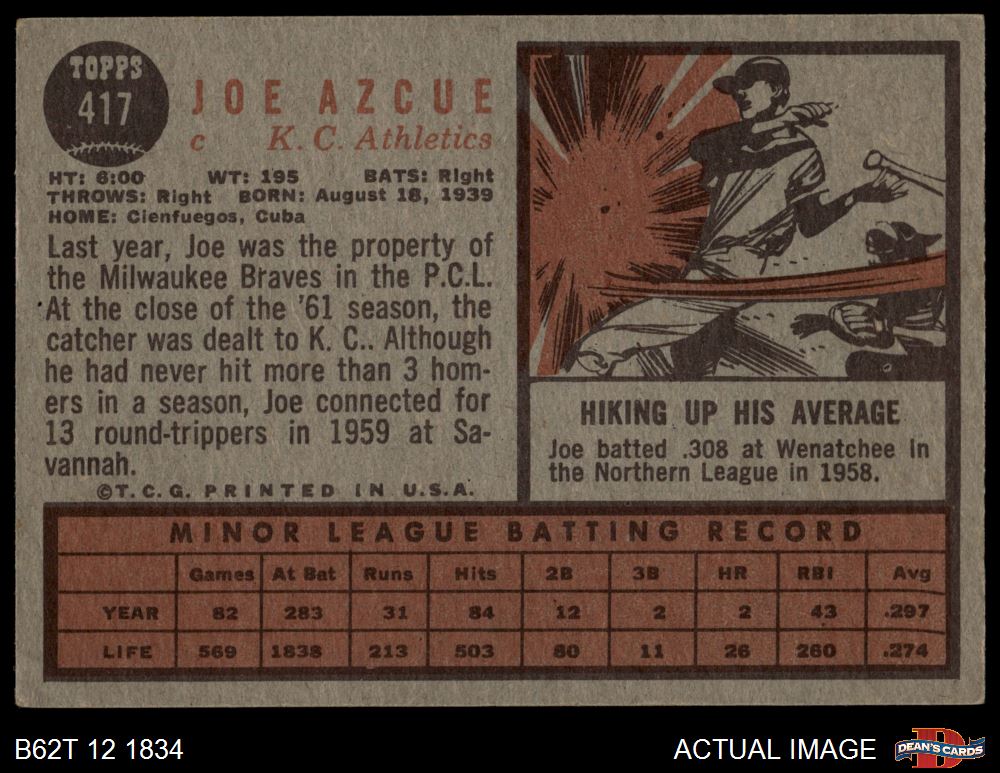 TOPPS
417
JOE AZCUE
c K. C. Athletics
HT: 6:00 WT: 195 BATS: Right
THROWS: Right BORN: August 18, 1939
HOME: Cienfuegos, Cuba
Last year, Joe was the property of
the Milwaukee Braves in the P.C.L.
At the close of the '61 season, the
catcher was dealt to K. C.. Although
he had never hit more than 3 hom-
ers in a season, Joe connected for
13 round-trippers in 1959 at Sa-
vannah.
©T.C.G. PRINTED IN U.S.A.
HIKING UP HIS AVERAGE
Joe batted .308 at Wenatchee in
the Northern League in 1958.
MINOR LEAGUE BATTING RECORD
Games At Bat Runs Hits 2B 3B HR RBI Avg
YEAR 82 283 31 84 12 2 2 43 .297
LIFE 569 1838 213 503 80 11 26 260 .274
B62T 12 1834
ACTUAL IMAGE
D
DEAN'S CARDS